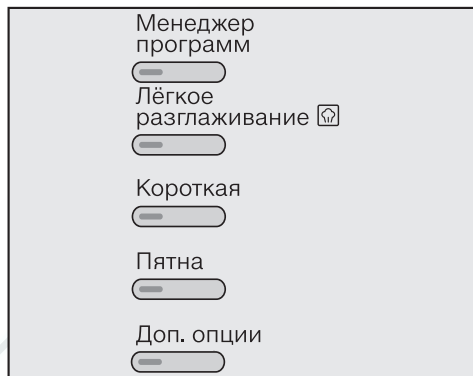 Менеджер
программ
Лёгкое
разглаживание
Короткая
Пятна
Доп. опции